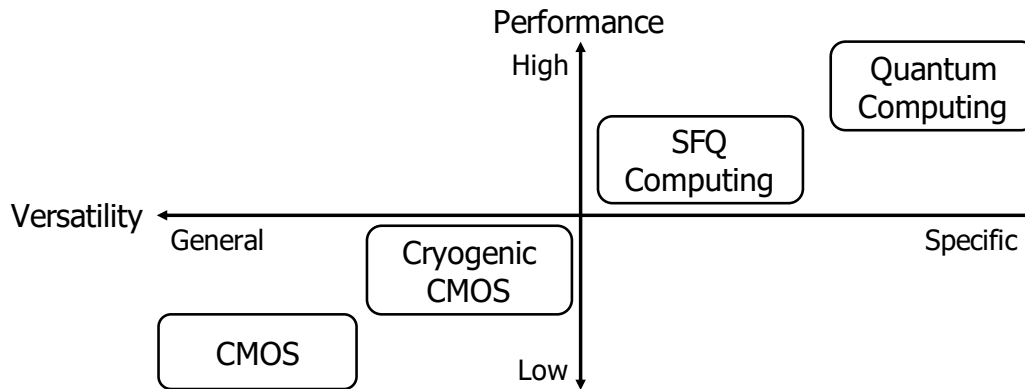 Performance
High
Quantum
Computing
SFQ
Computing
Versatility
General
Specific
Cryogenic
CMOS
CMOS
Low